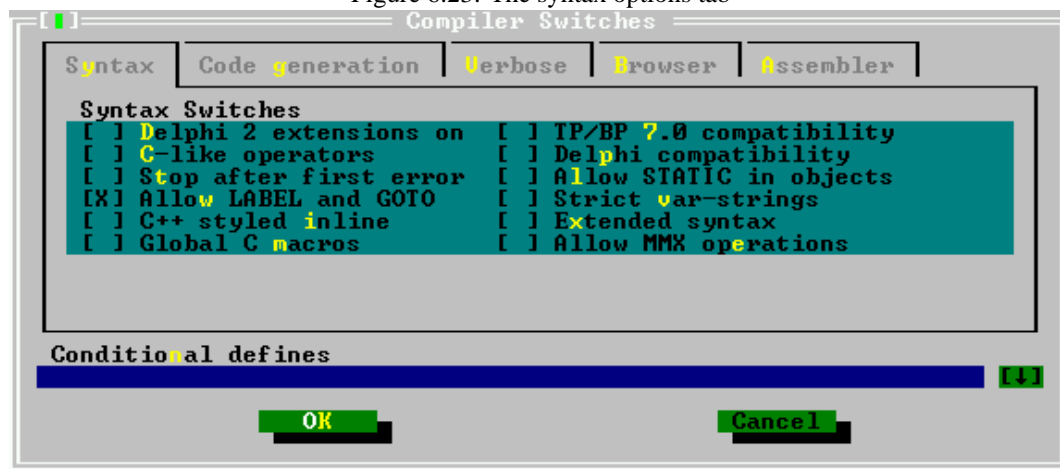 Figure 6.23: The syntax options tab
[ ] Compiler Switches
Syntax Code generation Verbose Browser Assembler
Syntax Switches
[ ] Delphi 2 extensions on [ ] TP/BP 7.0 compatibility
[ ] C-like operators [ ] Delphi compatibility
[ ] Stop after first error [ ] Allow STATIC in objects
[X] Allow LABEL and GOTO [ ] Strict var-strings
[ ] C++ styled inline [ ] Extended syntax
[ ] Global C macros [ ] Allow MMX operations
Conditional defines
[↓]
OK Cancel